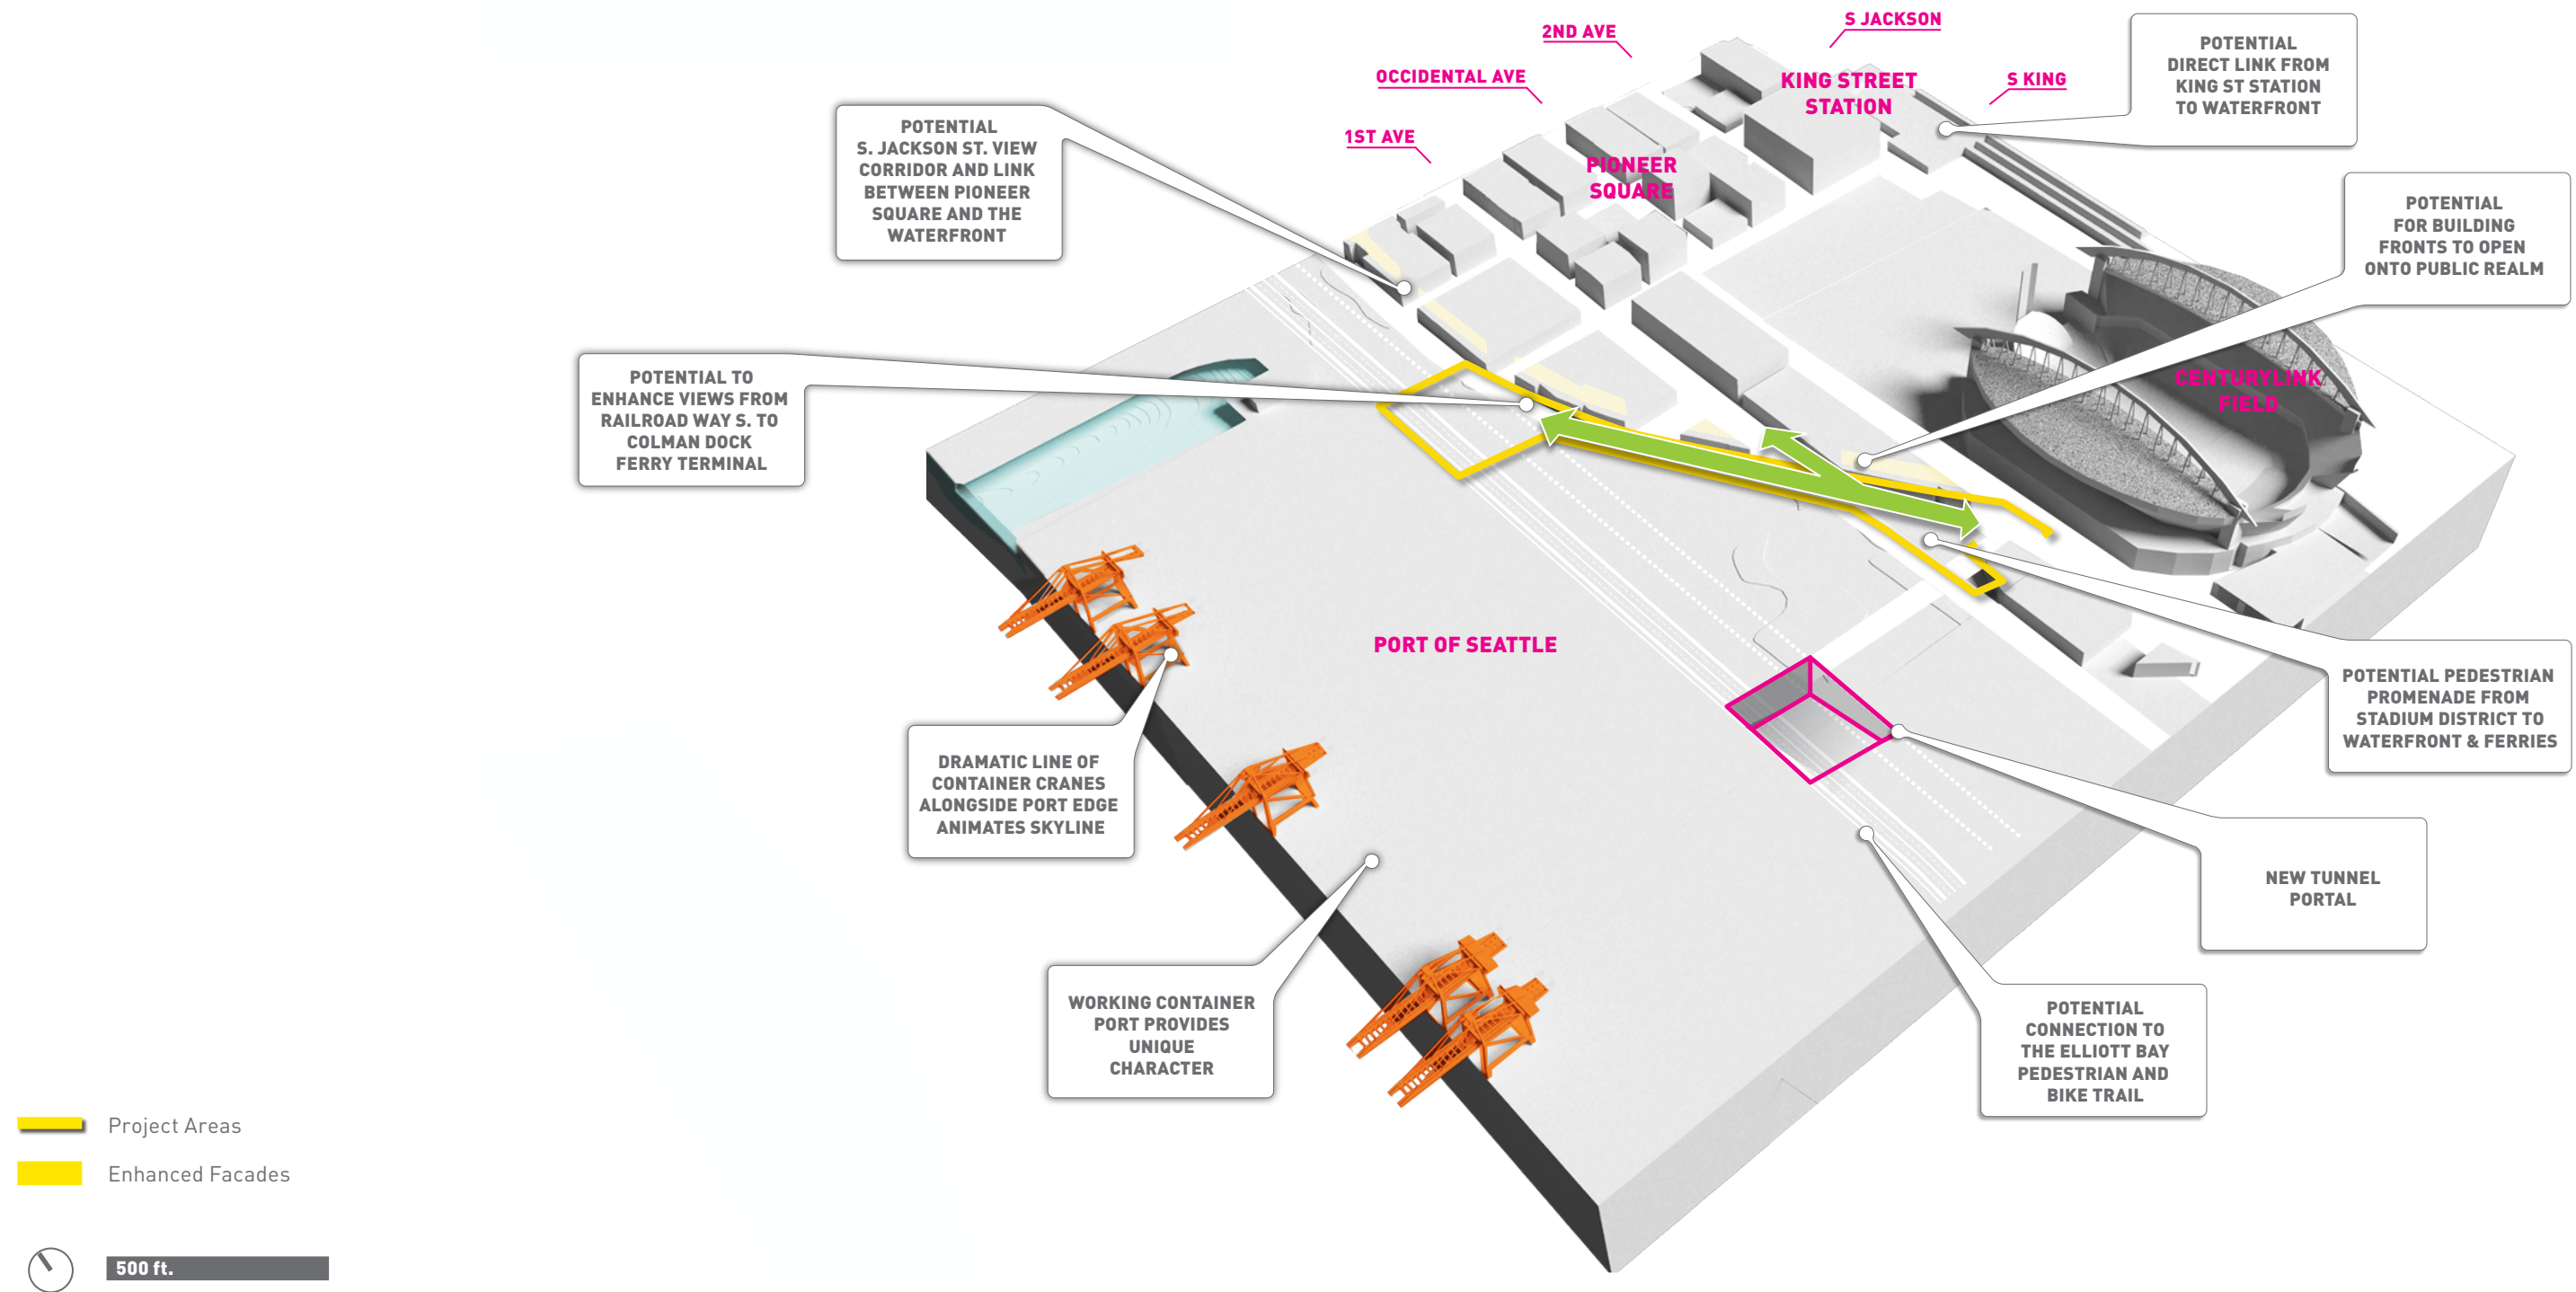 S JACKSON
2ND AVE
OCCIDENTAL AVE
KING STREET
STATION
S KING
1ST AVE
PIONEER
SQUARE
POTENTIAL
DIRECT LINK FROM
KING ST STATION
TO WATERFRONT
POTENTIAL
S. JACKSON ST. VIEW
CORRIDOR AND LINK
BETWEEN PIONEER
SQUARE AND THE
WATERFRONT
POTENTIAL
FOR BUILDING
FRONTS TO OPEN
ONTO PUBLIC REALM
POTENTIAL TO
ENHANCE VIEWS FROM
RAILROAD WAY S. TO
COLMAN DOCK
FERRY TERMINAL
CENTURYLINK
FIELD
PORT OF SEATTLE
POTENTIAL PEDESTRIAN
PROMENADE FROM
STADIUM DISTRICT TO
WATERFRONT & FERRIES
DRAMATIC LINE OF
CONTAINER CRANES
ALONGSIDE PORT EDGE
ANIMATES SKYLINE
NEW TUNNEL
PORTAL
WORKING CONTAINER
PORT PROVIDES
UNIQUE
CHARACTER
POTENTIAL
CONNECTION TO
THE ELLIOTT BAY
PEDESTRIAN AND
BIKE TRAIL
Project Areas
Enhanced Facades
500 ft.